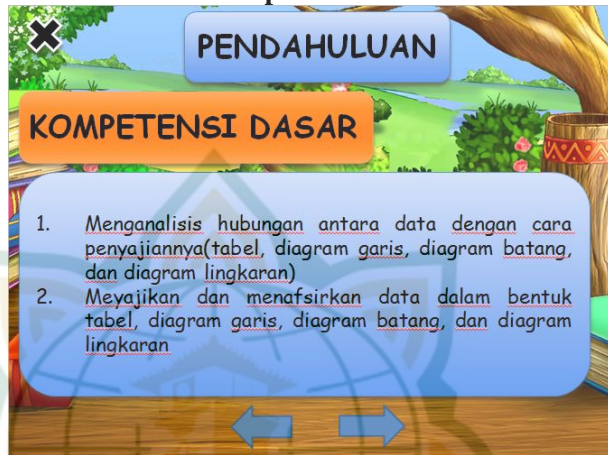 PENDAHULUAN
KOMPETENSI DASAR
1. Menganalisis hubungan antara data dengan cara
penyajiannya(tabel, diagram garis, diagram batang,
dan diagram lingkaran)
2. Meyajikan dan menafsirkan data dalam bentuk
tabel, diagram garis, diagram batang, dan diagram
lingkaran